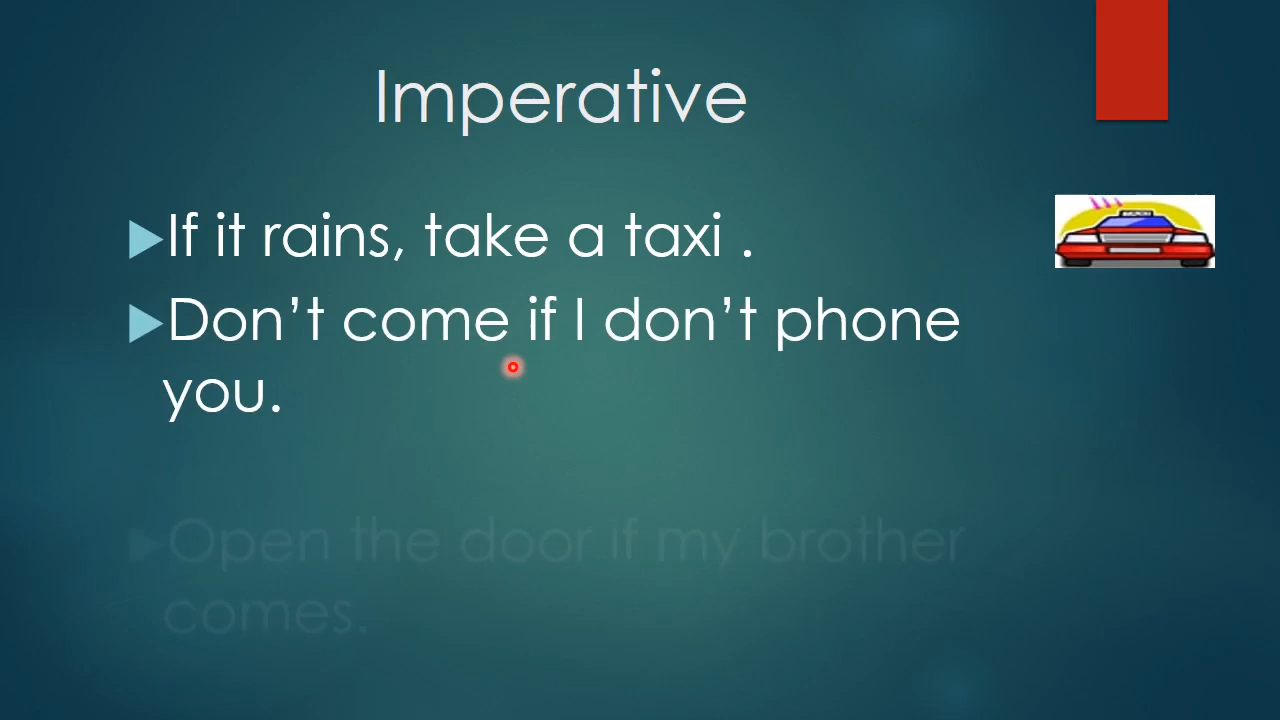 Imperative
If it rains, take a taxi .
Don’t come if I don’t phone
you.
Open the door if my brother
comes.